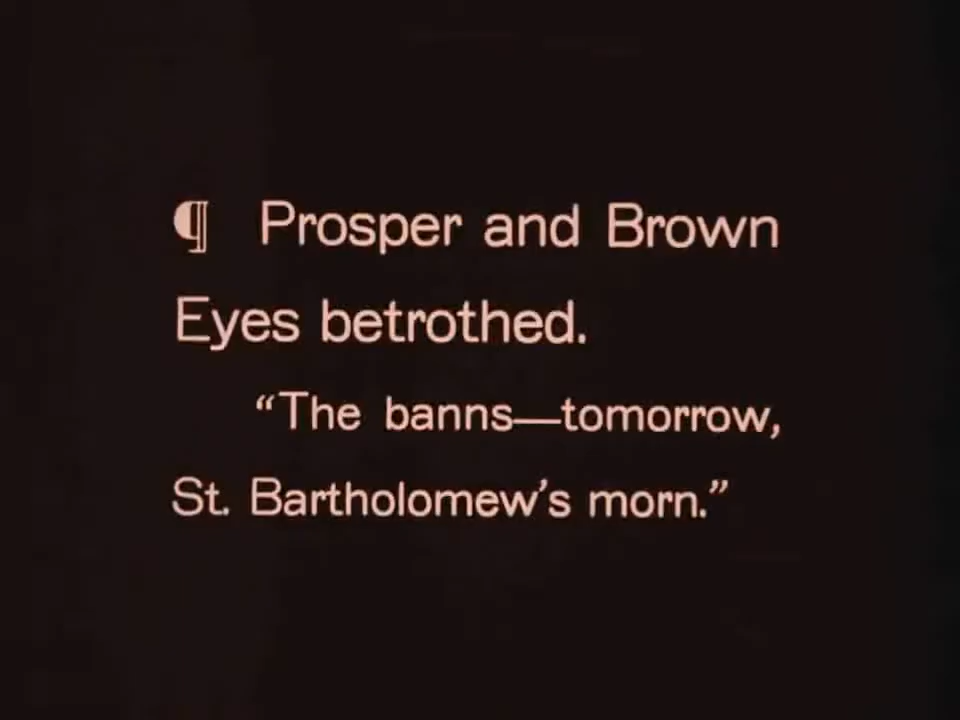 ¶ Prosper and Brown
Eyes betrothed.
“The banns—tomorrow,
St. Bartholomew’s morn.”